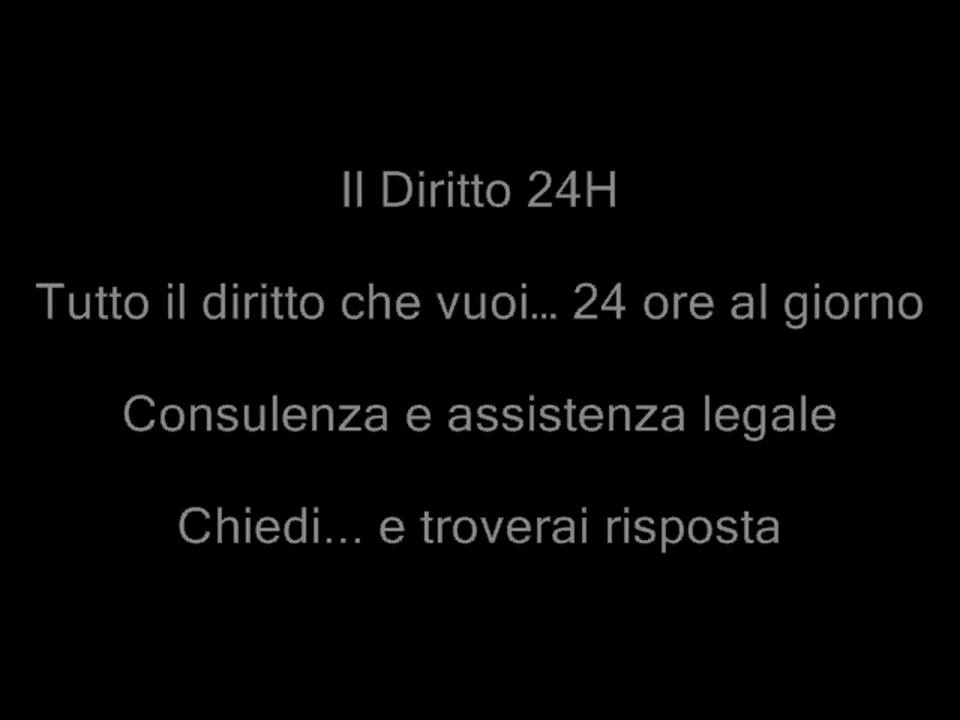 Il Diritto 24H
Tutto il diritto che vuoi… 24 ore al giorno
Consulenza e assistenza legale
Chiedi... e troverai risposta